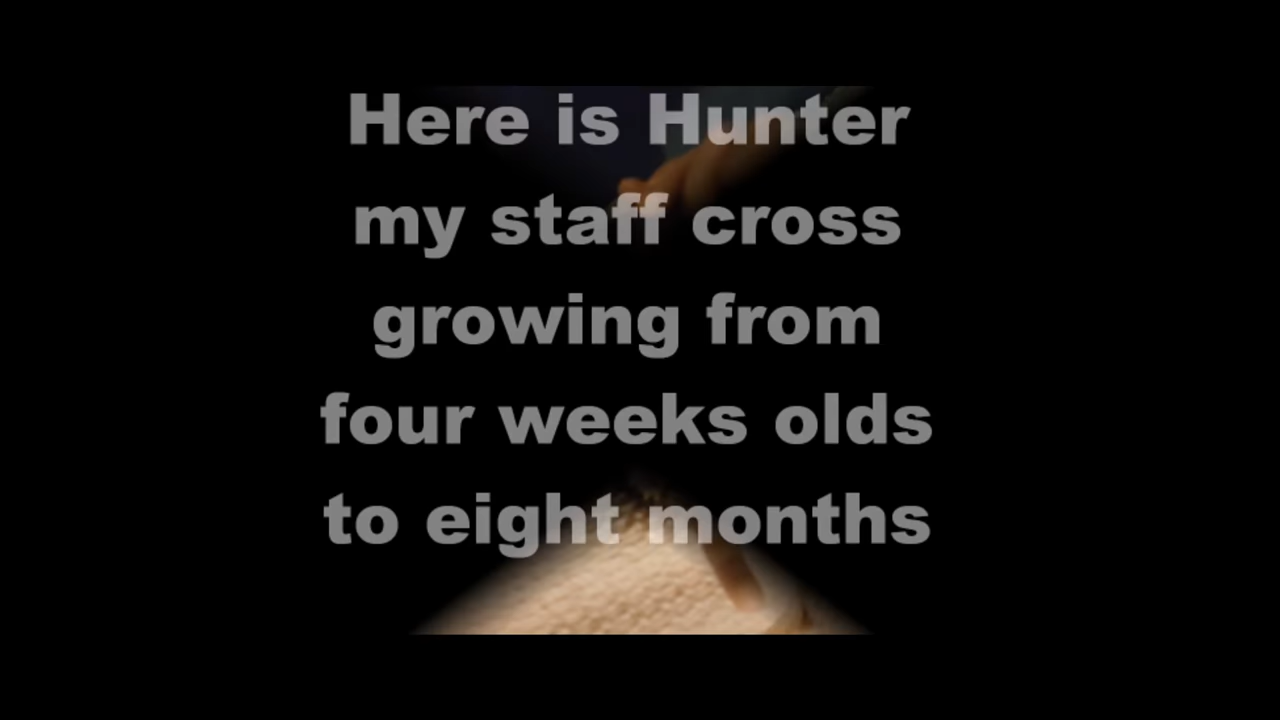 Here is Hunter
my staff cross
growing from
four weeks olds
to eight months